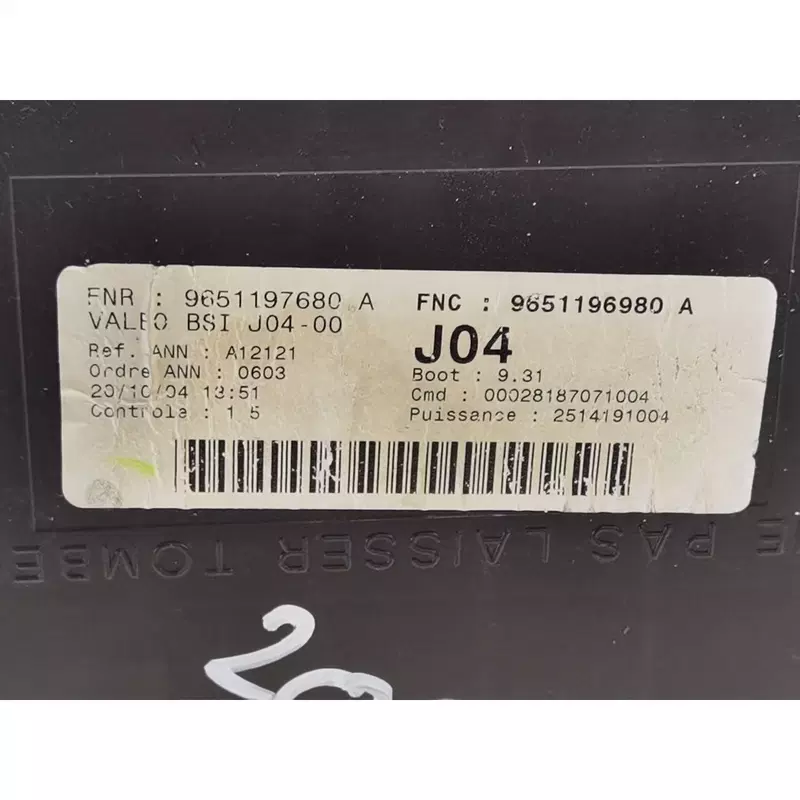 FNR : 9651197680 A
VALEO BSI J04-00
Ref. ANN : A12121
Ordre ANN : 0603
20/10/04 13:51
Controle : 1.5
FNC : 9651196980 A
J04
Boot : 9.31
Cmd : 00028187071004
Puissance : 2514191004
PAS LAISSER TOMBE